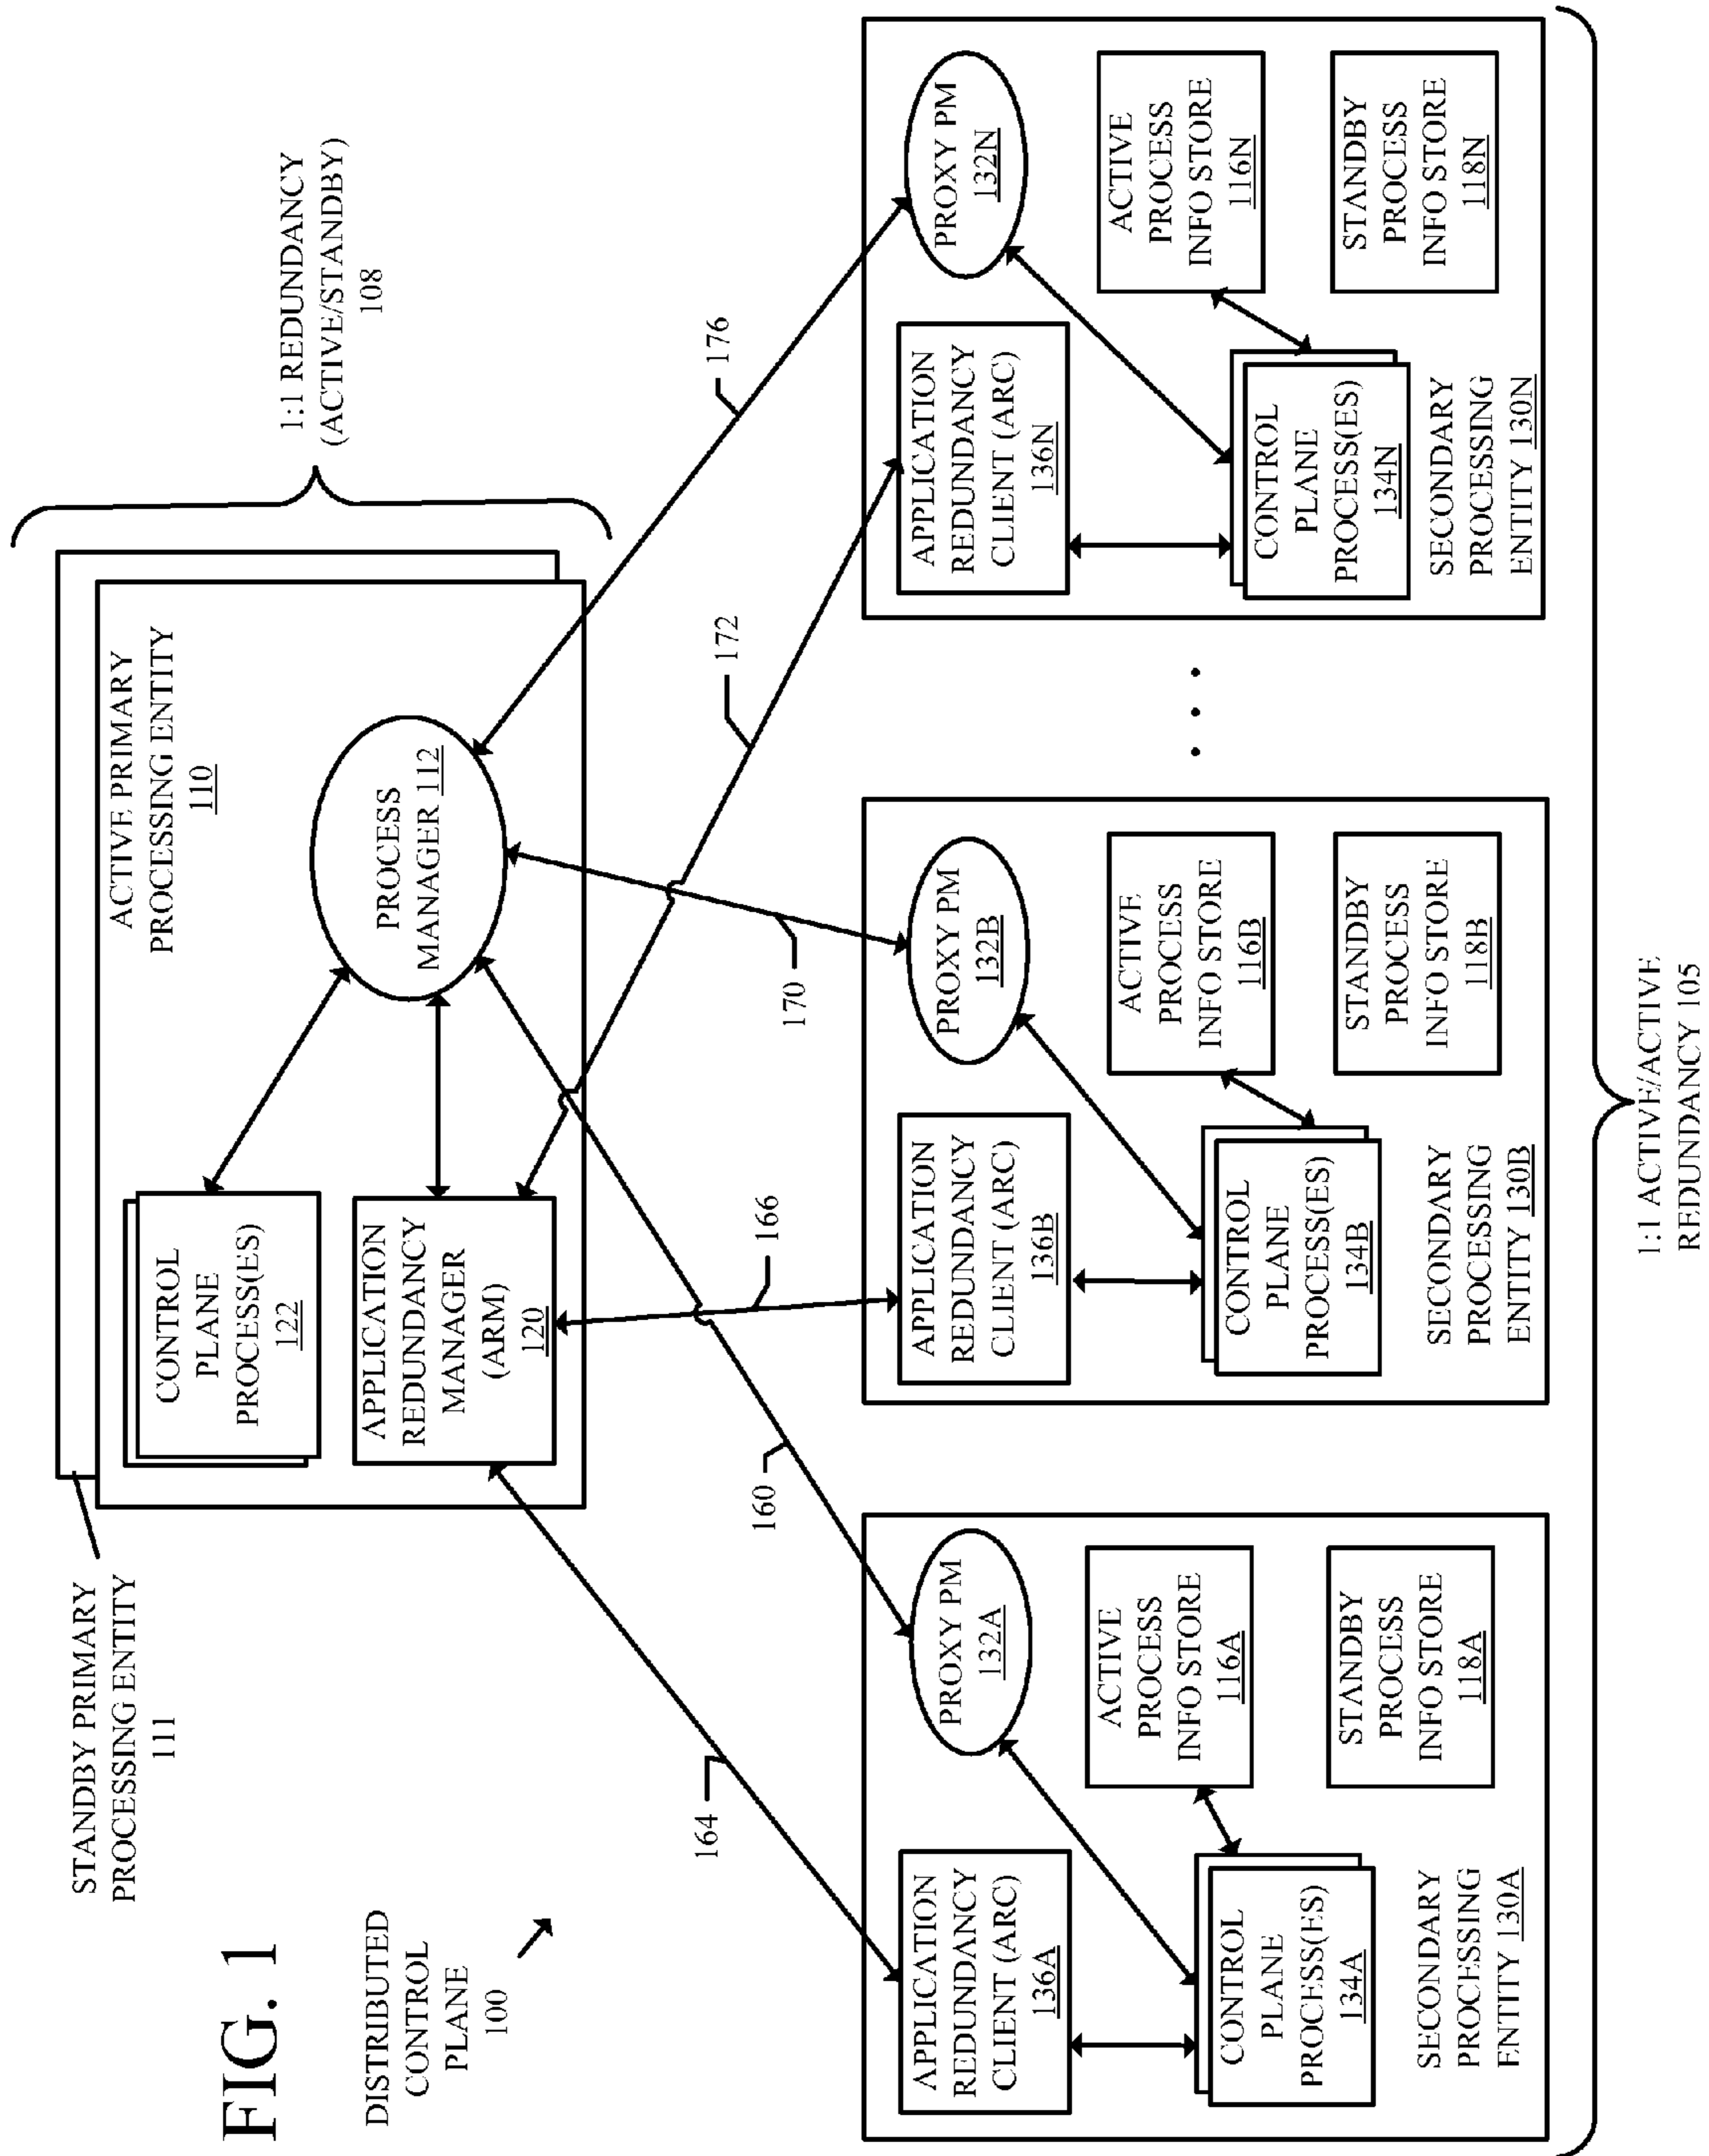 FIG. 1
DISTRIBUTED
CONTROL
PLANE
100
STANDBY PRIMARY
PROCESSING ENTITY
111
ACTIVE PRIMARY
PROCESSING ENTITY
110
1:1 REDUNDANCY
(ACTIVE/STANDBY)
108
CONTROL
PLANE
PROCESS(ES)
122
APPLICATION
REDUNDANCY
MANAGER
(ARM)
120
PROCESS
MANAGER 112
164
160
166
170
172
176
APPLICATION
REDUNDANCY
CLIENT (ARC)
136A
PROXY PM
132A
CONTROL
PLANE
PROCESS(ES)
134A
ACTIVE
PROCESS
INFO STORE
116A
STANDBY
PROCESS
INFO STORE
118A
SECONDARY
PROCESSING
ENTITY 130A
APPLICATION
REDUNDANCY
CLIENT (ARC)
136B
PROXY PM
132B
CONTROL
PLANE
PROCESS(ES)
134B
ACTIVE
PROCESS
INFO STORE
116B
STANDBY
PROCESS
INFO STORE
118B
SECONDARY
PROCESSING
ENTITY 130B
. . .
APPLICATION
REDUNDANCY
CLIENT (ARC)
136N
PROXY PM
132N
CONTROL
PLANE
PROCESS(ES)
134N
ACTIVE
PROCESS
INFO STORE
116N
STANDBY
PROCESS
INFO STORE
118N
SECONDARY
PROCESSING
ENTITY 130N
1:1 ACTIVE/ACTIVE
REDUNDANCY 105